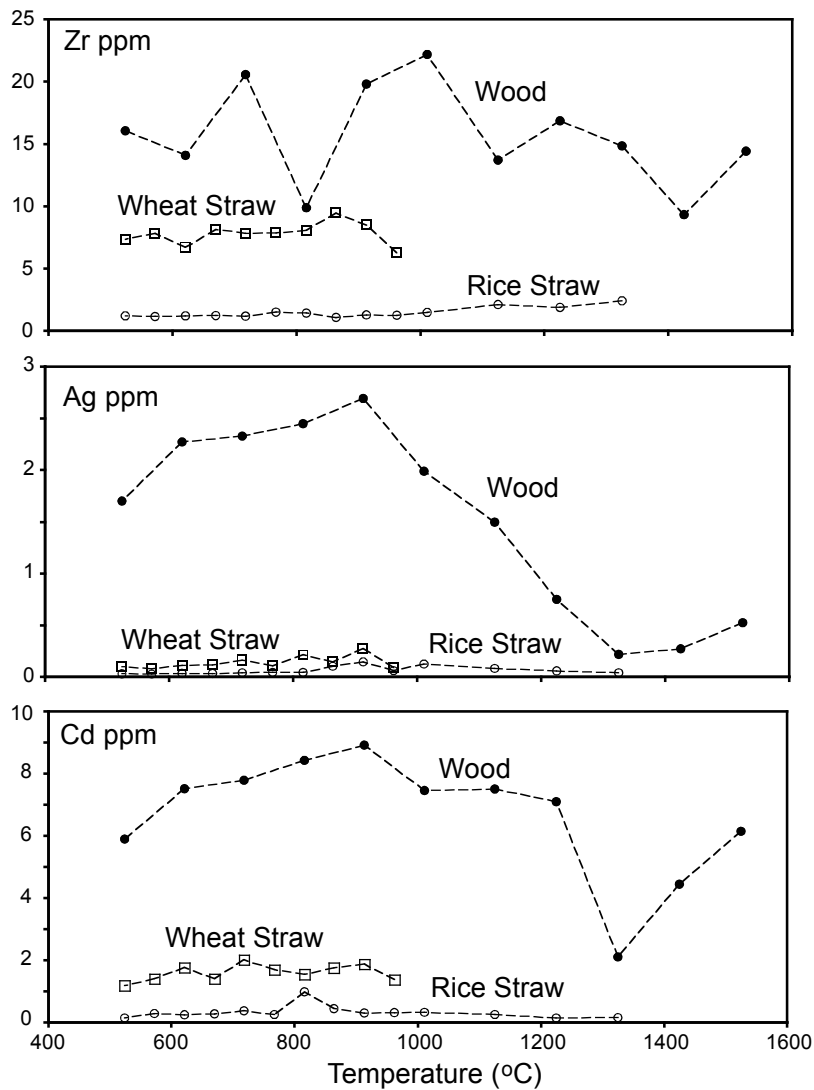 25
Zr ppm
20
Wood
15
10
Wheat Straw
5
Rice Straw
0
3
Ag ppm
2
Wood
1
Wheat Straw
Rice Straw
0
10
Cd ppm
8
Wood
6
4
Wheat Straw
2
Rice Straw
0
400 600 800 1000 1200 1400 1600
Temperature (oC)